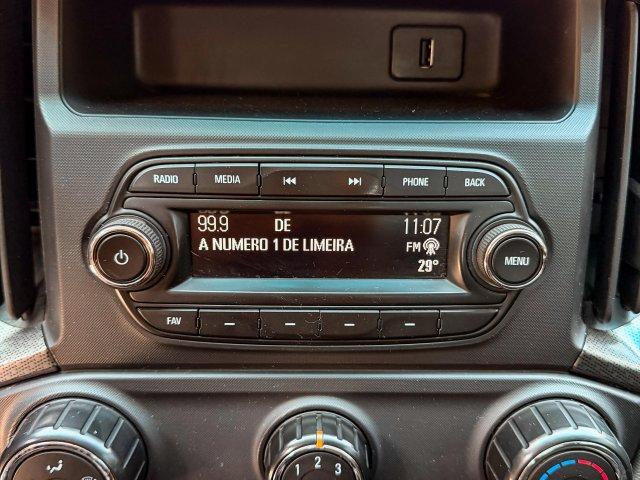 RADIO MEDIA PHONE BACK
99.9 DE 11:07
A NUMERO 1 DE LIMEIRA FM
29°
MENU
FAV
1 2 3